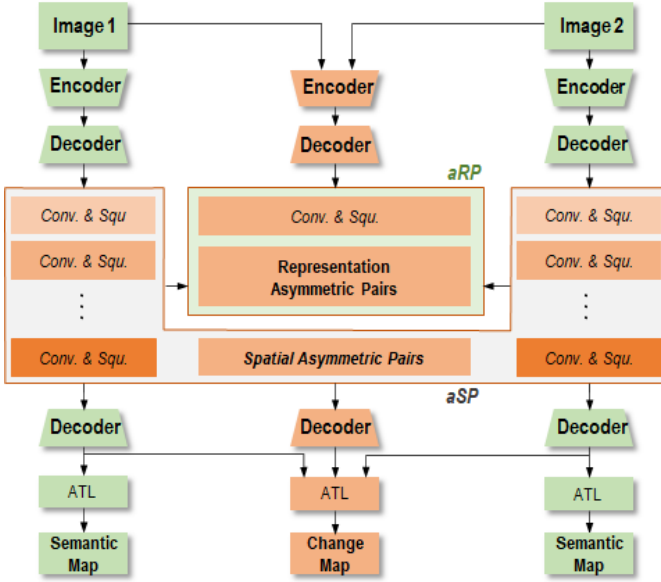 Image 1
Image 2
Encoder
Encoder
Encoder
Decoder
Decoder
Decoder
aRP
Conv. & Squ
Conv. & Squ.
Conv. & Squ.
Conv. & Squ.
Representation
Asymmetric Pairs
Conv. & Squ.
Conv. & Squ.
Spatial Asymmetric Pairs
Conv. & Squ.
aSP
Decoder
Decoder
Decoder
ATL
ATL
ATL
Semantic
Map
Change
Map
Semantic
Map